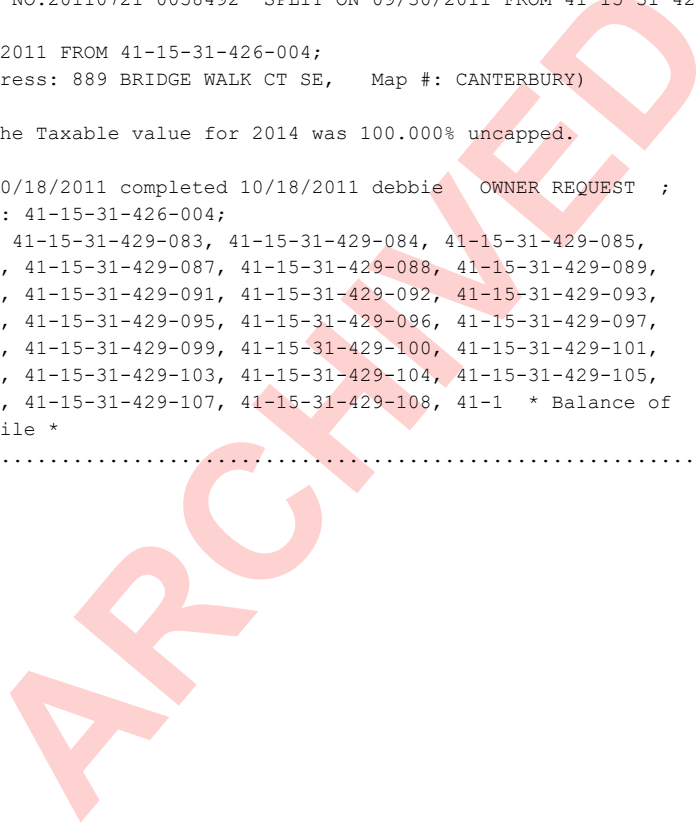 NO.20110721 0058492 SPLIT ON 09/30/2011 FROM 41 15 31 42
2011 FROM 41-15-31-426-004;
ress: 889 BRIDGE WALK CT SE, Map #: CANTERBURY)
he Taxable value for 2014 was 100.000% uncapped.
0/18/2011 completed 10/18/2011 debbie OWNER REQUEST ;
: 41-15-31-426-004;
41-15-31-429-083, 41-15-31-429-084, 41-15-31-429-085,
, 41-15-31-429-087, 41-15-31-429-088, 41-15-31-429-089,
, 41-15-31-429-091, 41-15-31-429-092, 41-15-31-429-093,
, 41-15-31-429-095, 41-15-31-429-096, 41-15-31-429-097,
, 41-15-31-429-099, 41-15-31-429-100, 41-15-31-429-101,
, 41-15-31-429-103, 41-15-31-429-104, 41-15-31-429-105,
, 41-15-31-429-107, 41-15-31-429-108, 41-1 * Balance of
ile *
..........................................................
ARCHIVED